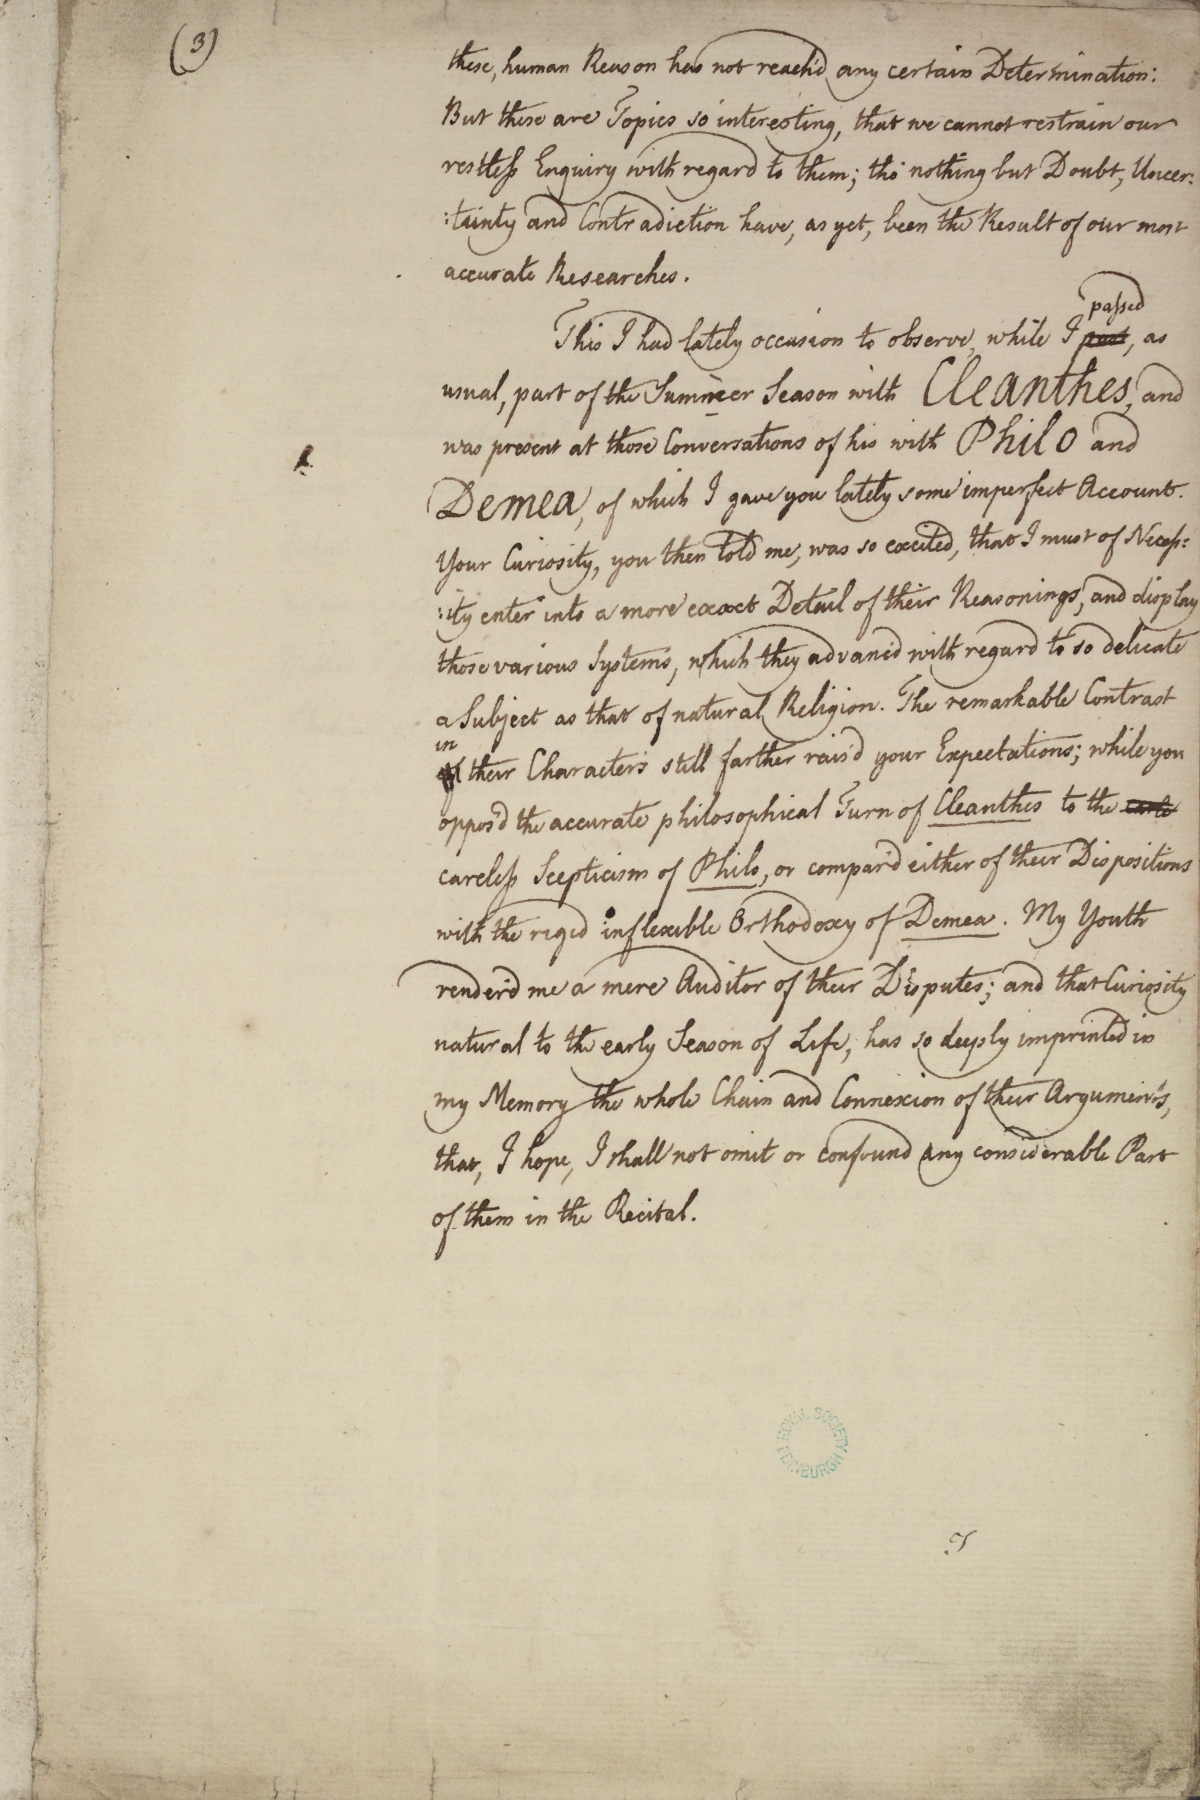 (3)
these, human Reason has not reach'd any certain Determination:
But these are Topics so interesting, that we cannot restrain our
restless Enquiry with regard to them; tho' nothing but Doubt, Uncer:
:tainty and Contradiction have, as yet, been the Result of our most
accurate Researches.
passed
This I had lately occasion to observe, while I past, as
usual, part of the Summer Season with Cleanthes, and
was present at those Conversations of his with Philo and
Demea, of which I gave you lately some imperfect Account.
Your Curiosity, you then told me, was so excited, that I must of Necess:
:ity enter into a more exact Detail of their Reasonings, and display
those various Systems, which they advanc'd with regard to so delicate
a Subject as that of natural Religion. The remarkable Contrast
in
of their Characters still farther rais'd your Expectations; while you
oppos'd the accurate philosophical Turn of Cleanthes to the
careless Scepticism of Philo, or compar'd either of their Dispositions
with the rigid inflexible Orthodoxy of Demea. My Youth
render'd me a mere Auditor of their Disputes; and that Curiosity
natural to the early Season of Life, has so deeply imprinted in
my Memory the whole Chain and Connexion of their Arguments,
that, I hope, I shall not omit or confound any considerable Part
of them in the Recital.
ROYAL SOCIETY
EDINBURGH